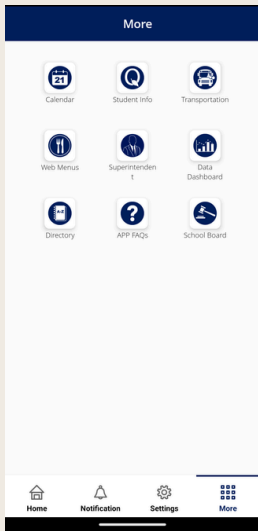 More
21
Calendar
Q
Student Info
Transportation
Web Menus
Superintenden
t
Data
Dashboard
A-Z
Directory
?
APP FAQs
School Board
Home
Notification
Settings
More